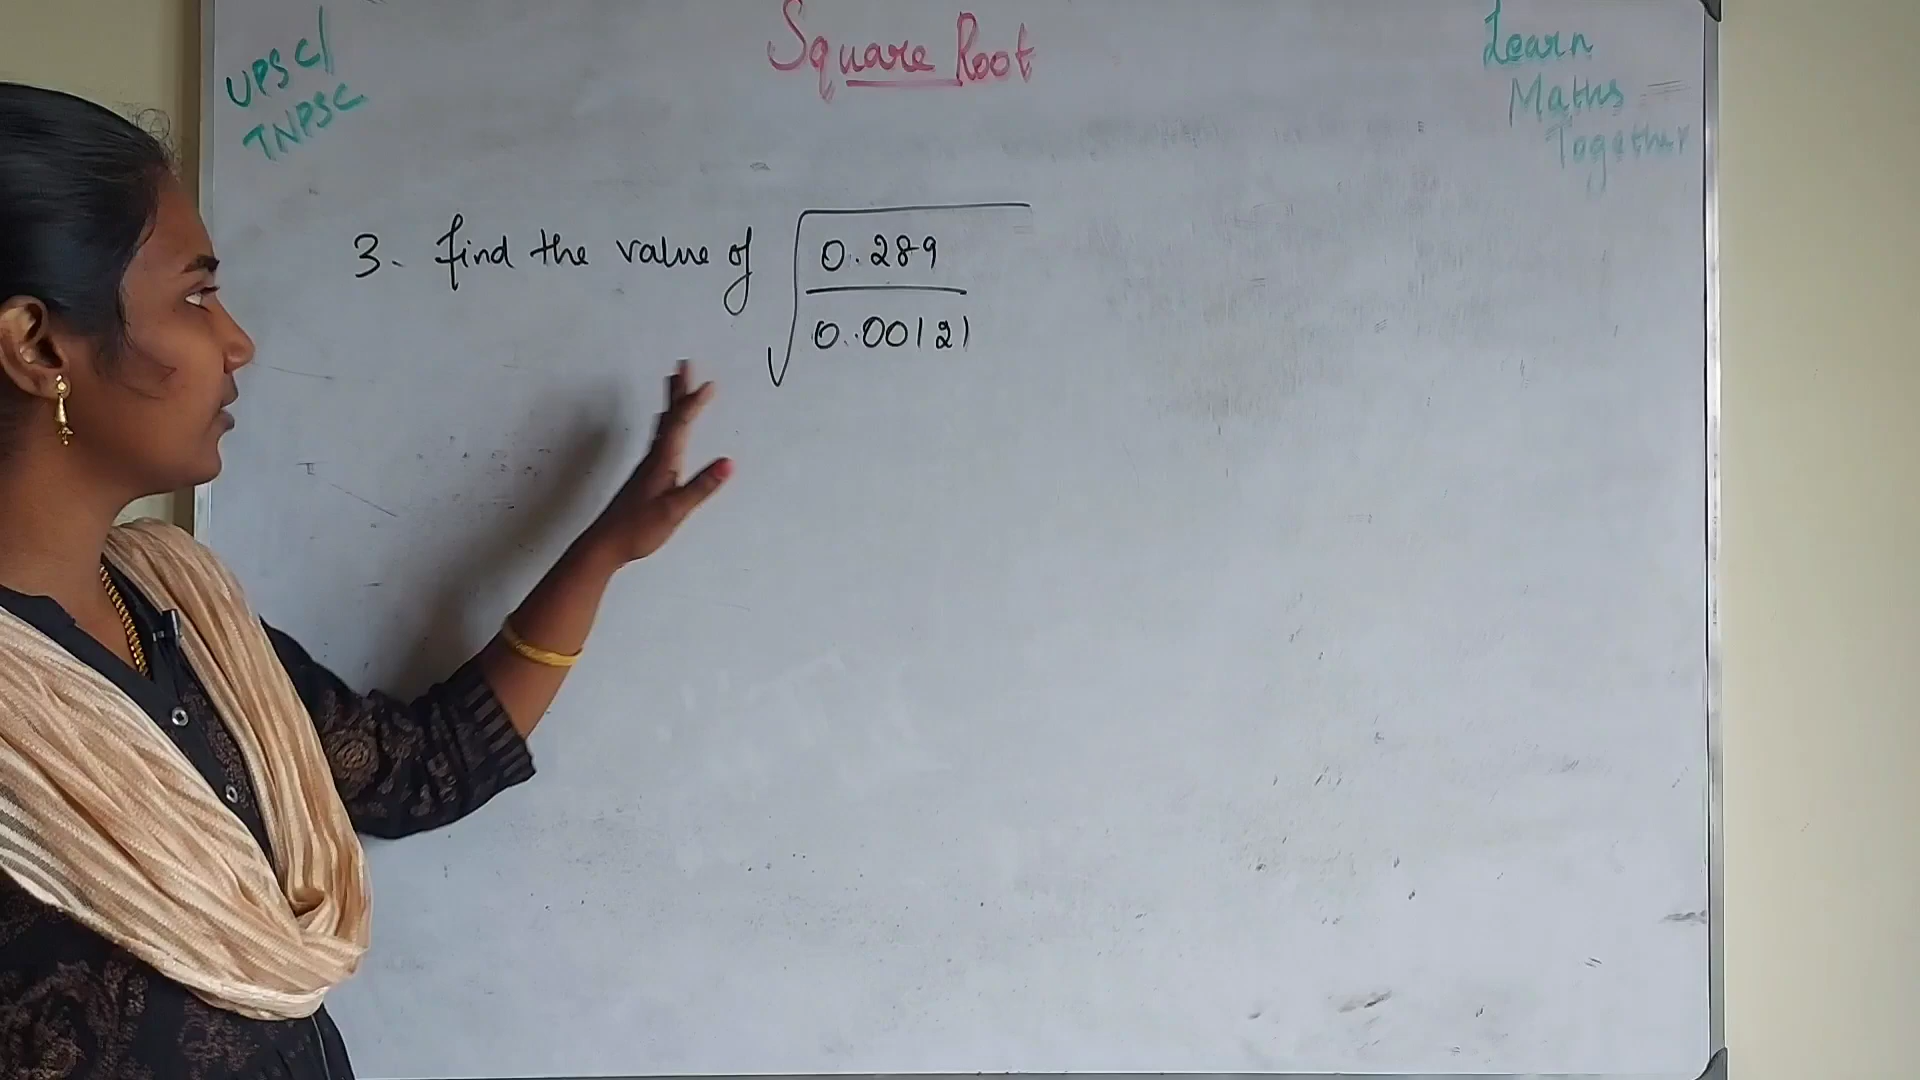 UPSC/
TNPSC
Square Root
Learn
Maths
Together
3. find the value of √(0.289 / 0.00121)